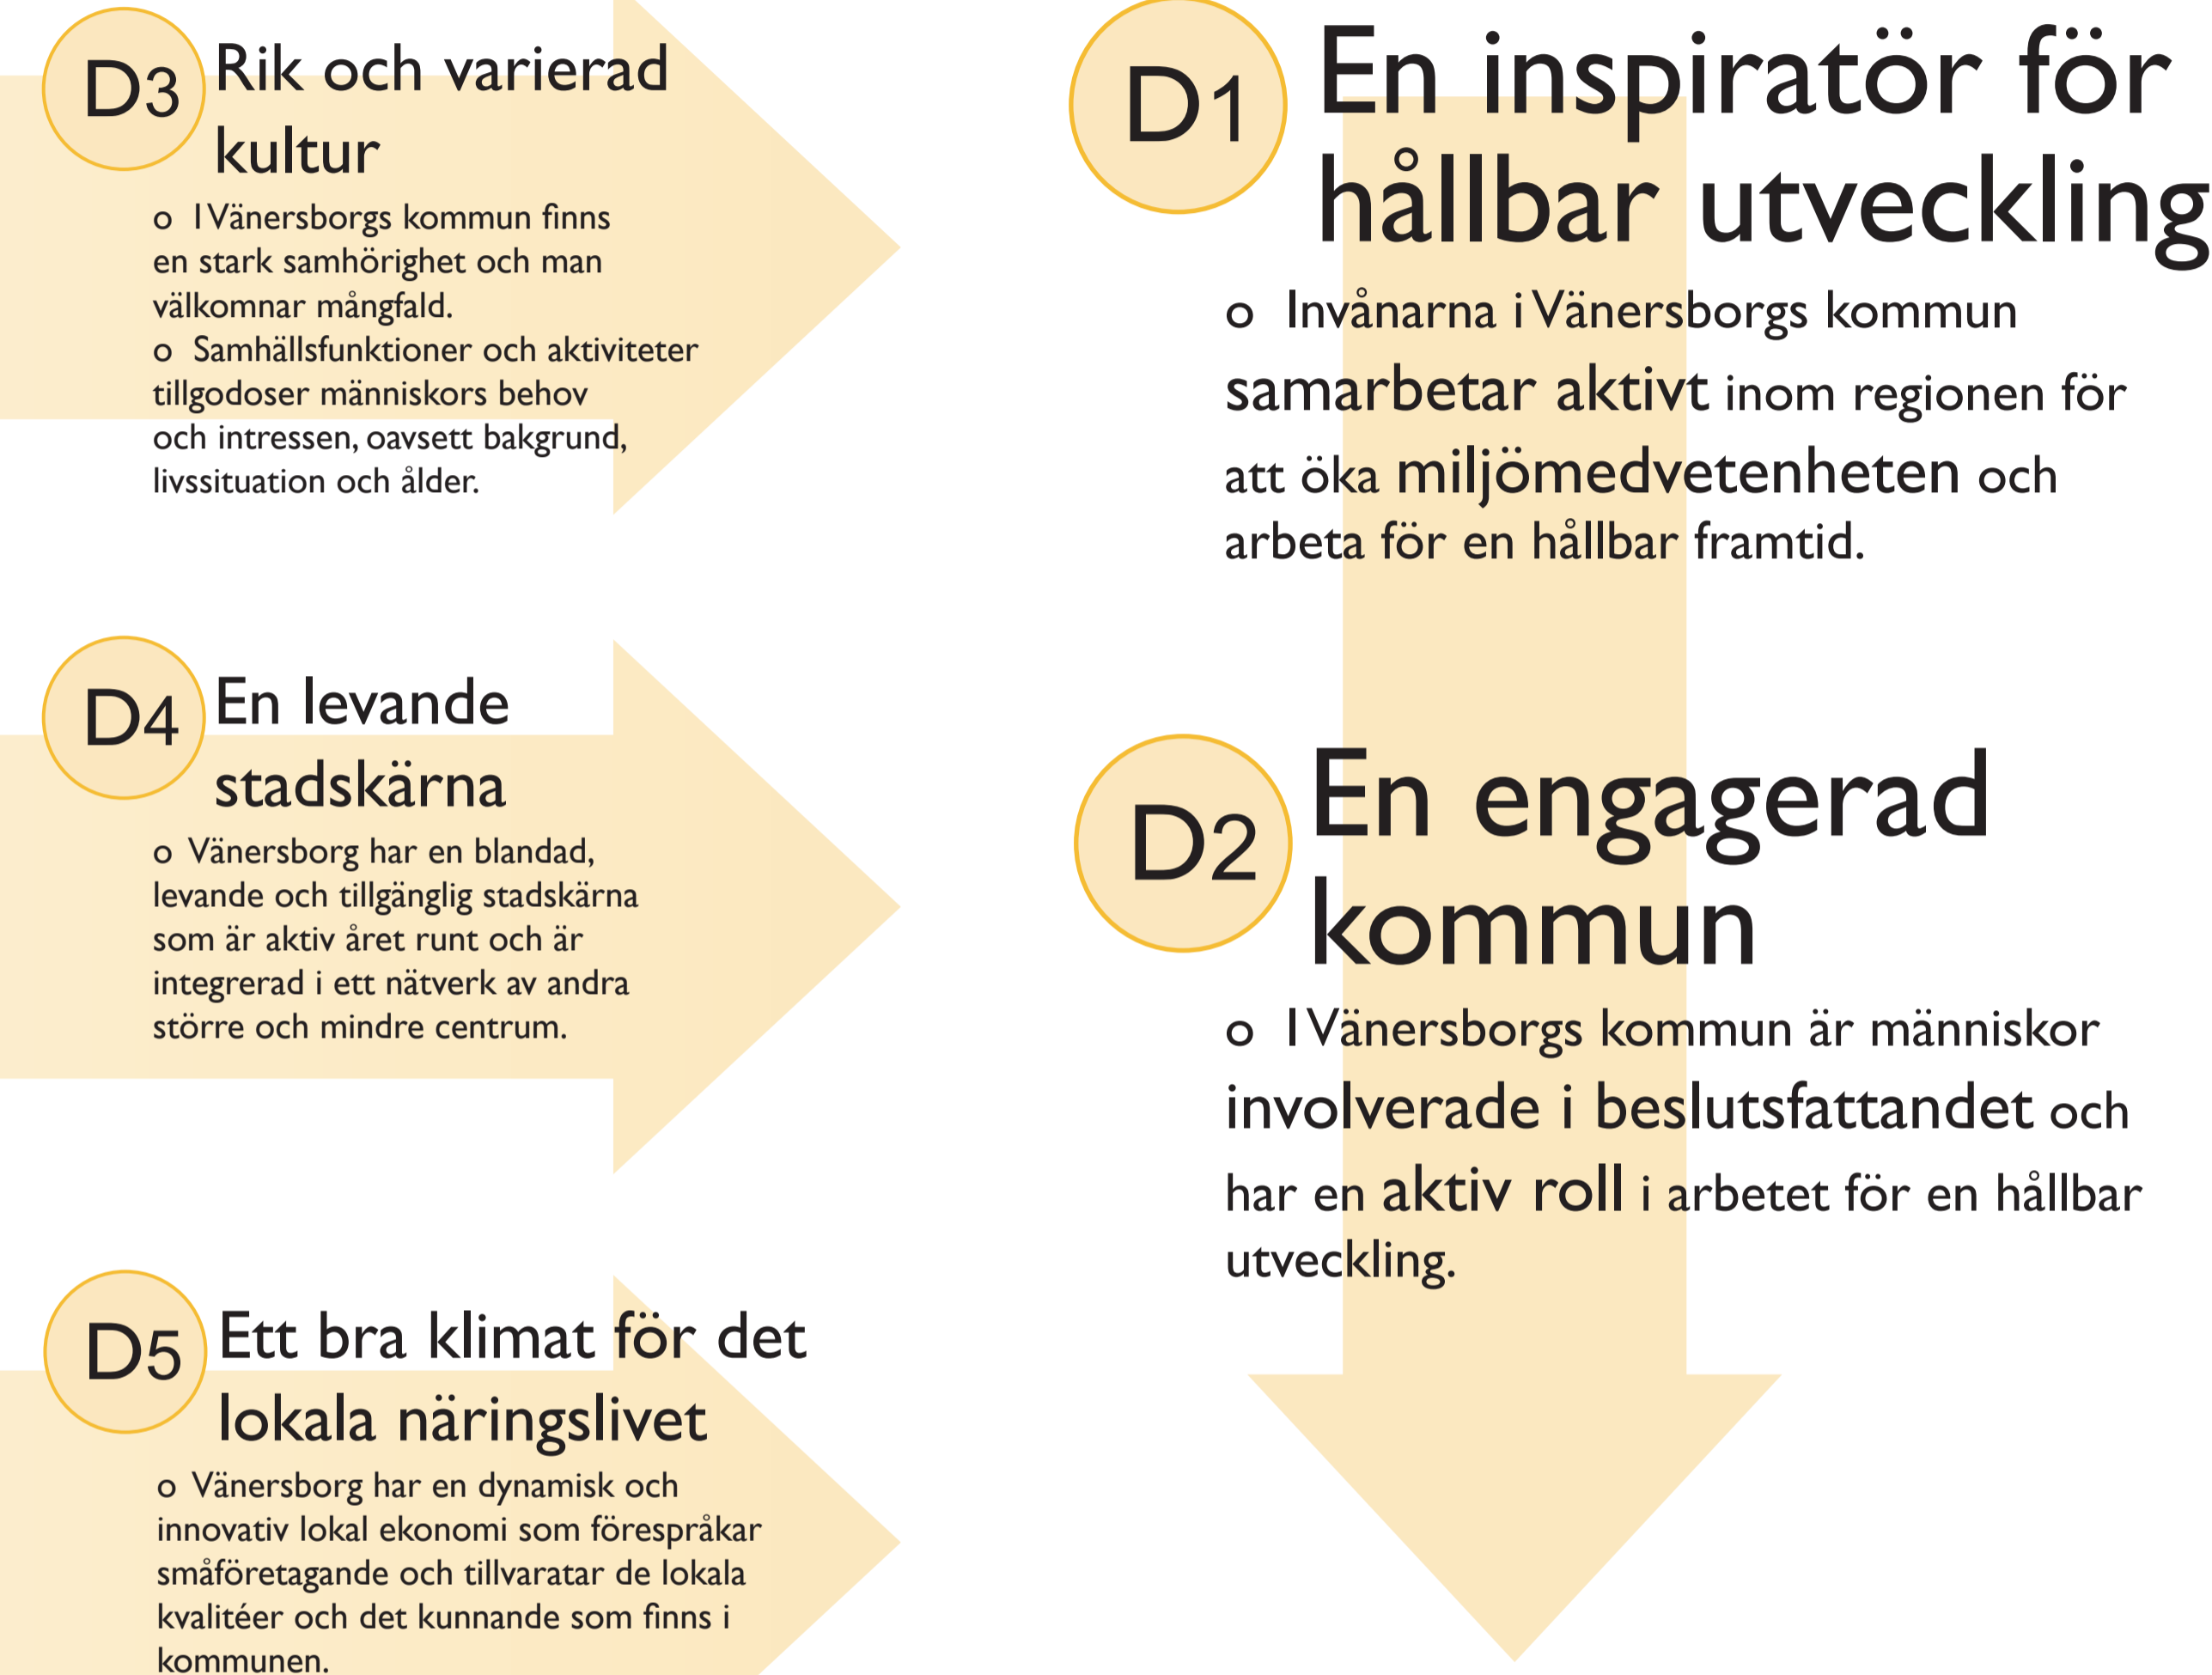 D3
Rik och varierad
kultur
o I Vänersborgs kommun finns
en stark samhörighet och man
välkomnar mångfald.
o Samhällsfunktioner och aktiviteter
tillgodoser människors behov
och intressen, oavsett bakgrund,
livssituation och ålder.
D4
En levande
stadskärna
o Vänersborg har en blandad,
levande och tillgänglig stadskärna
som är aktiv året runt och är
integrerad i ett nätverk av andra
större och mindre centrum.
D5
Ett bra klimat för det
lokala näringslivet
o Vänersborg har en dynamisk och
innovativ lokal ekonomi som förespråkar
småföretagande och tillvaratar de lokala
kvalitéer och det kunnande som finns i
kommunen.
D1
En inspiratör för
hållbar utveckling
o Invånarna i Vänersborgs kommun
samarbetar aktivt inom regionen för
att öka miljömedvetenheten och
arbeta för en hållbar framtid.
D2
En engagerad
kommun
o I Vänersborgs kommun är människor
involverade i beslutsfattandet och
har en aktiv roll i arbetet för en hållbar
utveckling.